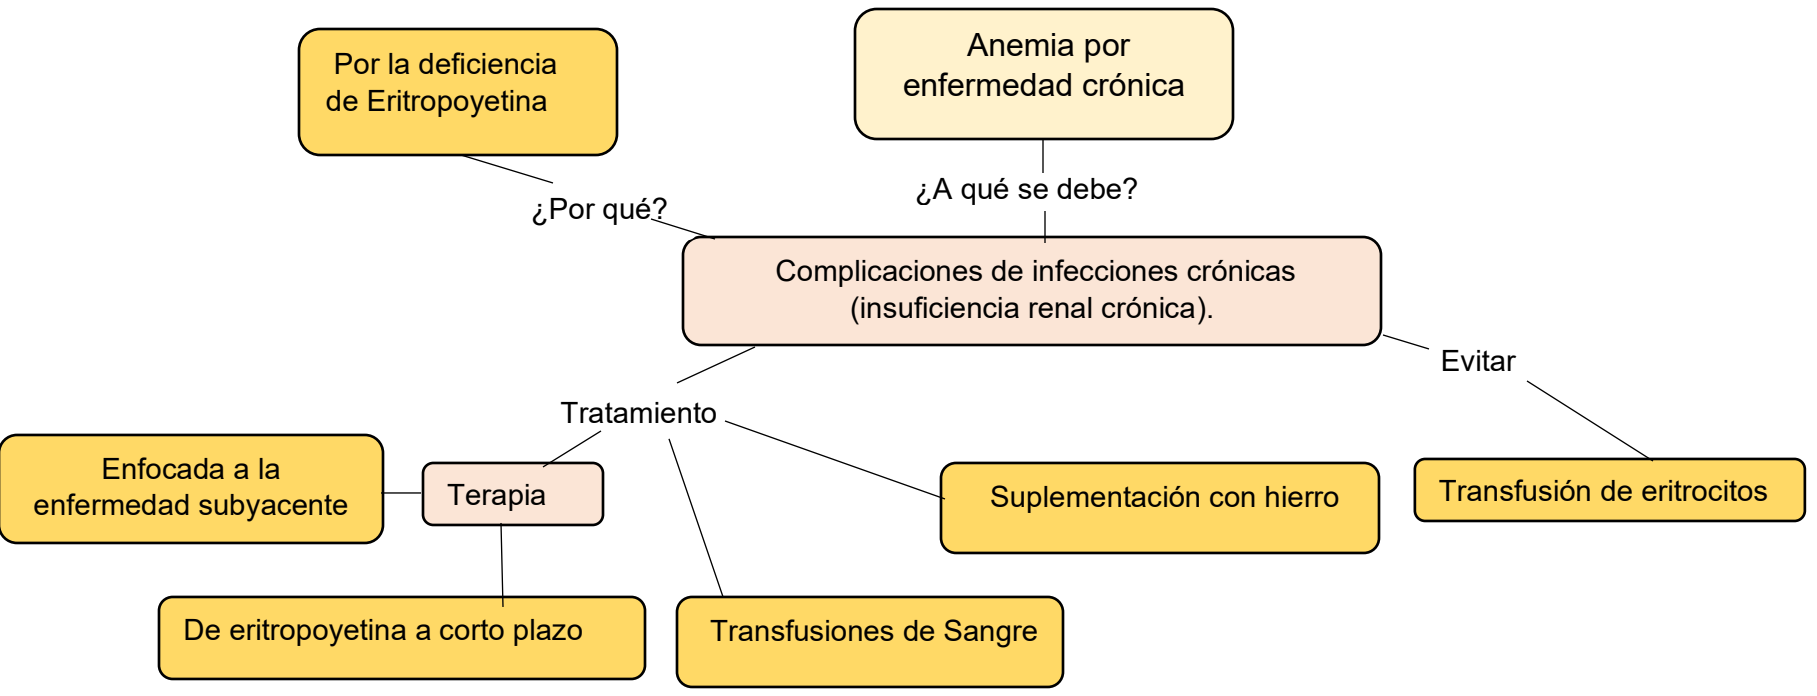 Por la deficiencia
de Eritropoyetina
Anemia por
enfermedad crónica
¿A qué se debe?
¿Por qué?
Complicaciones de infecciones crónicas
(insuficiencia renal crónica).
Evitar
Tratamiento
Enfocada a la
enfermedad subyacente
Terapia
Suplementación con hierro
Transfusión de eritrocitos
De eritropoyetina a corto plazo
Transfusiones de Sangre